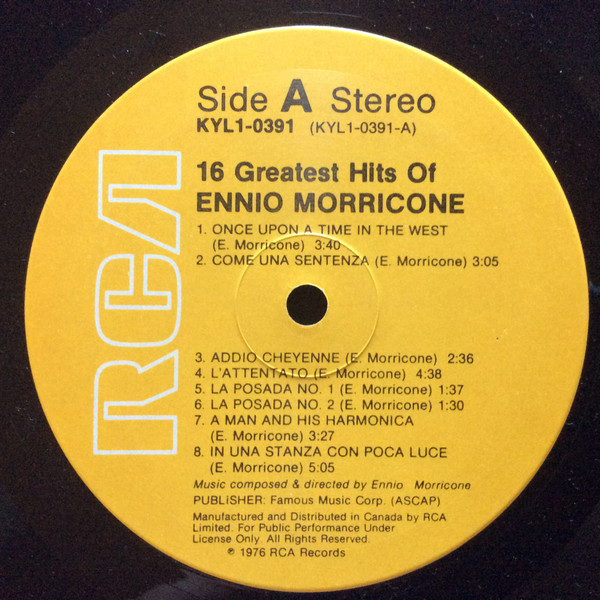 RCA
Side A Stereo
KYL1-0391 (KYL1-0391-A)
16 Greatest Hits Of
ENNIO MORRICONE
1. ONCE UPON A TIME IN THE WEST
(E. Morricone) 3:40
2. COME UNA SENTENZA (E. Morricone) 3:05
3. ADDIO CHEYENNE (E. Morricone) 2:36
4. L'ATTENTATO (E. Morricone) 4:38
5. LA POSADA NO. 1 (E. Morricone) 1:37
6. LA POSADA NO. 2 (E. Morricone) 1:30
7. A MAN AND HIS HARMONICA
(E. Morricone) 3:27
8. IN UNA STANZA CON POCA LUCE
(E. Morricone) 5:05
Music composed & directed by Ennio Morricone
PUBLISHER: Famous Music Corp. (ASCAP)
Manufactured and Distributed in Canada by RCA
Limited. For Public Performance Under
License Only. All Rights Reserved.
℗ 1976 RCA Records